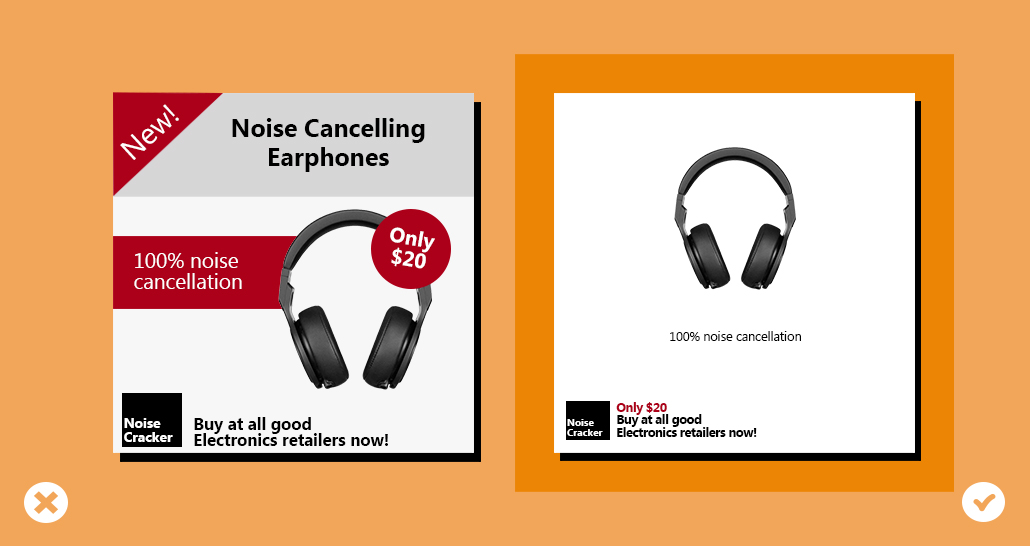 New!
Noise Cancelling
Earphones
Only
$20
100% noise
cancellation
Noise
Cracker
Buy at all good
Electronics retailers now!
100% noise cancellation
Noise
Cracker
Only $20
Buy at all good
Electronics retailers now!